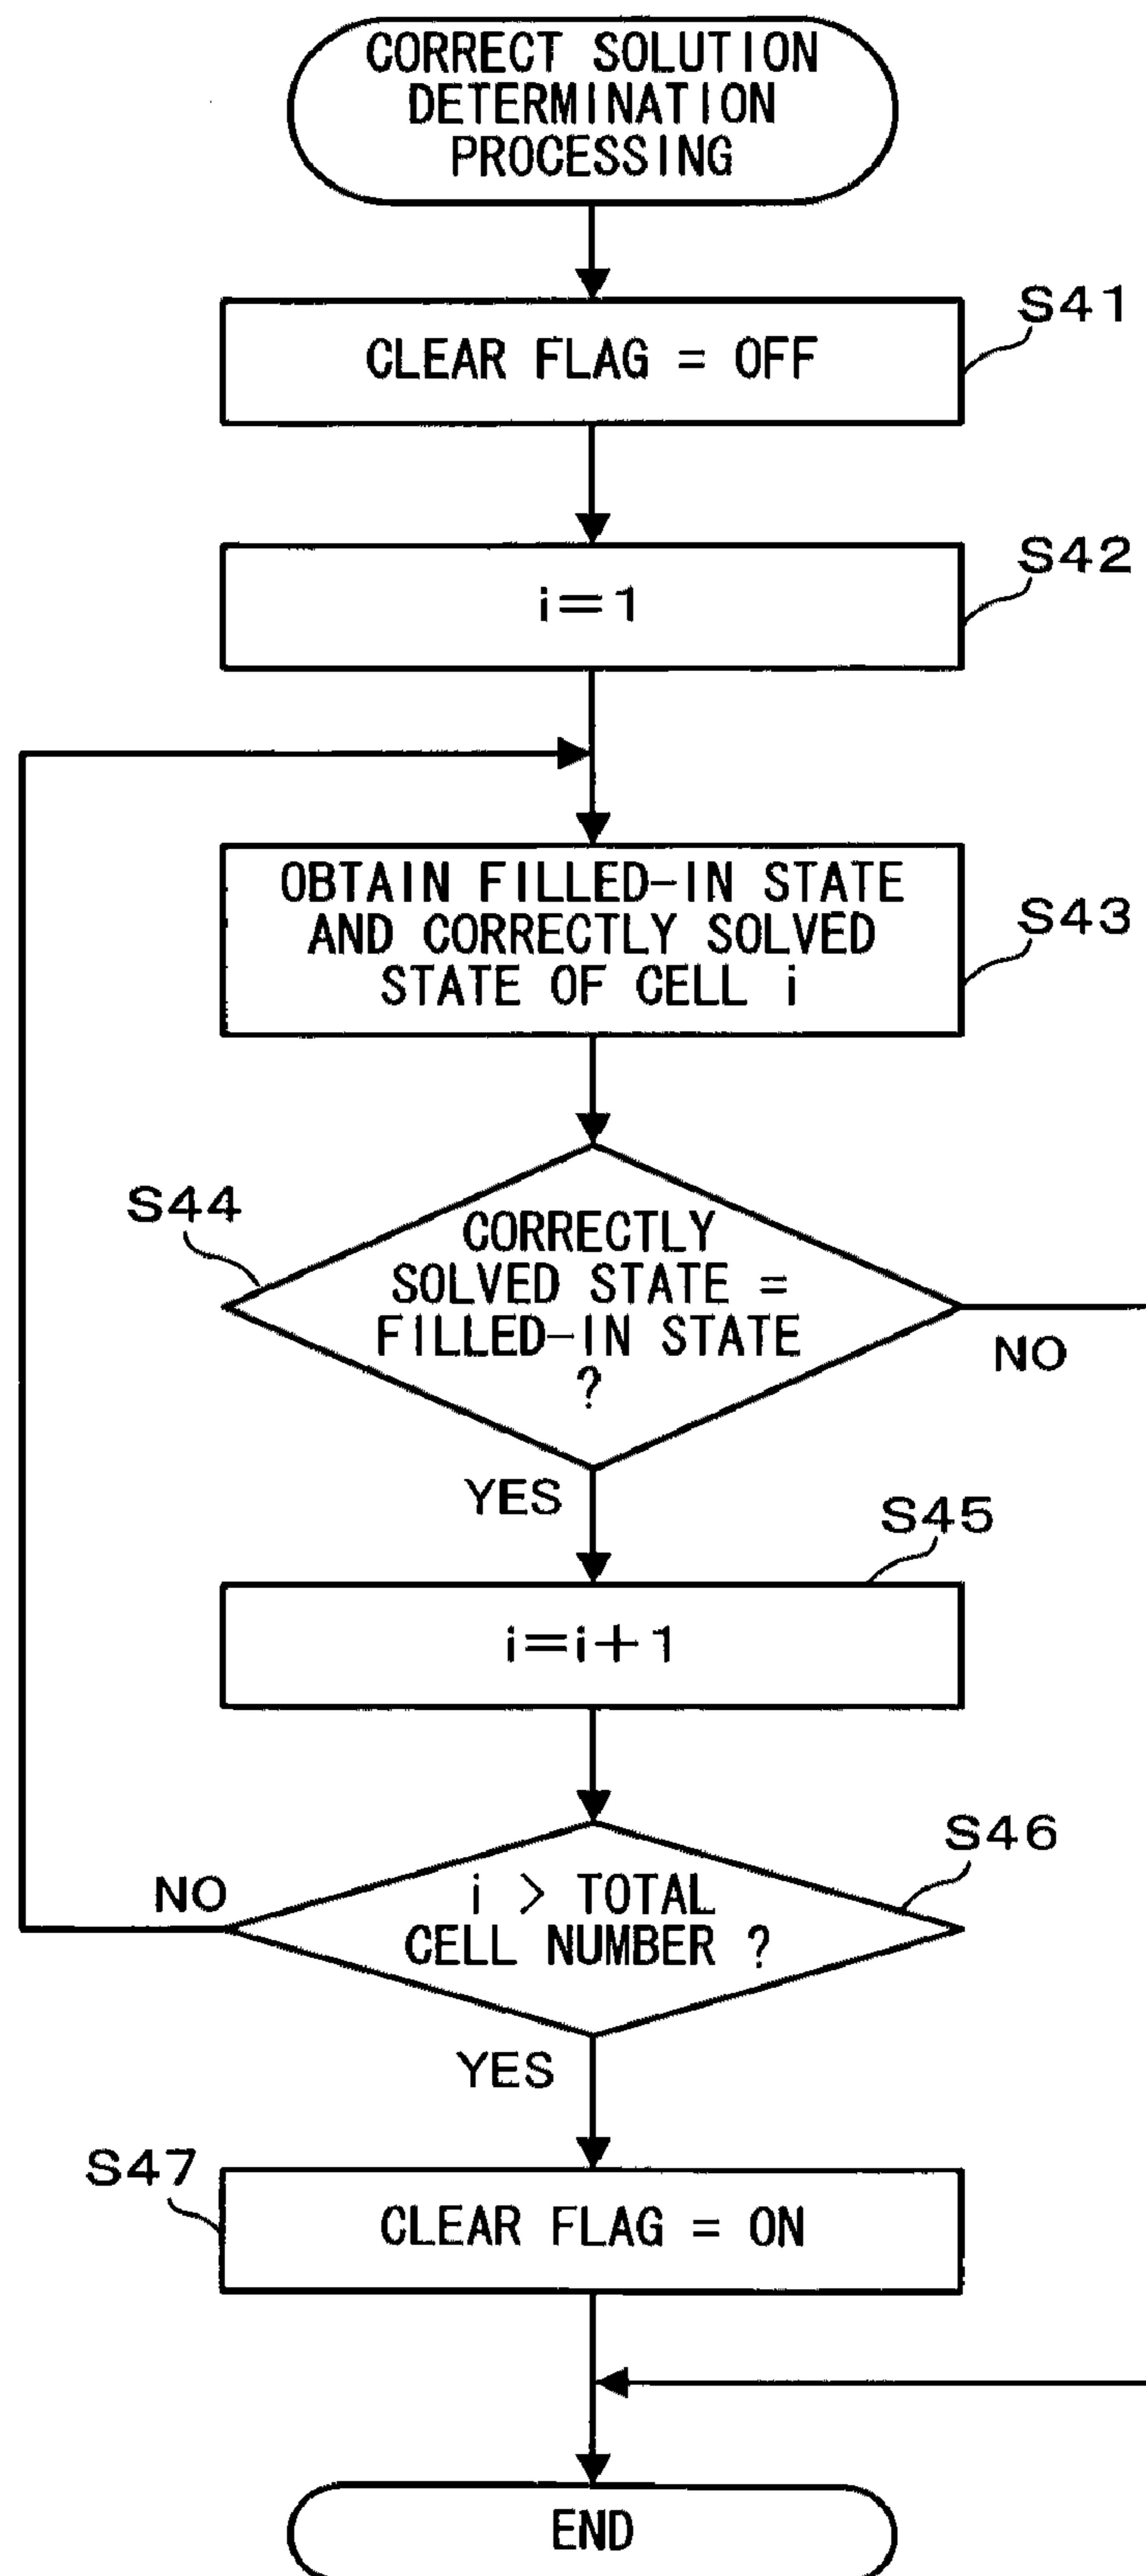 CORRECT SOLUTION
DETERMINATION
PROCESSING
S41
CLEAR FLAG = OFF
S42
i=1
OBTAIN FILLED-IN STATE
AND CORRECTLY SOLVED
STATE OF CELL i
S43
S44
CORRECTLY
SOLVED STATE =
FILLED-IN STATE
?
NO
YES
S45
i=i+1
S46
NO
i > TOTAL
CELL NUMBER ?
YES
S47
CLEAR FLAG = ON
END